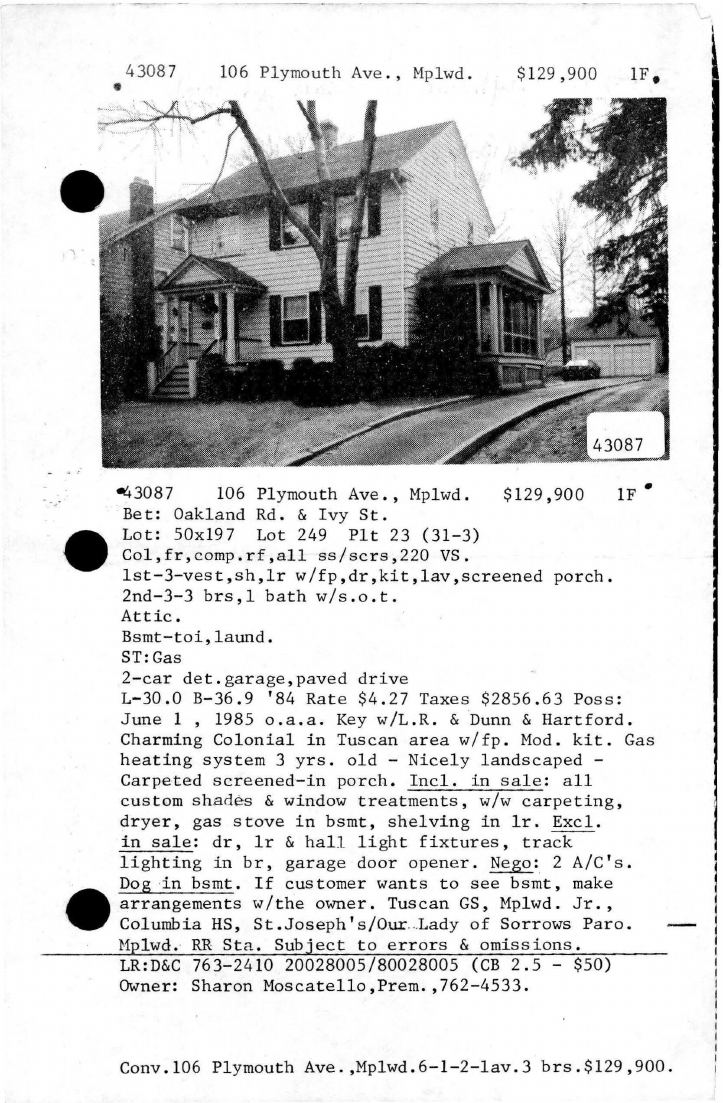 43087 106 Plymouth Ave., Mplwd. $129,900 1F
43087
43087 106 Plymouth Ave., Mplwd. $129,900 1F
Bet: Oakland Rd. & Ivy St.
Lot: 50x197 Lot 249 Plt 23 (31-3)
Col,fr,comp.rf,all ss/scrs,220 VS.
1st-3-vest,sh,lr w/fp,dr,kit,lav,screened porch.
2nd-3-3 brs,1 bath w/s.o.t.
Attic.
Bsmt-toi,laund.
ST:Gas
2-car det.garage,paved drive
L-30.0 B-36.9 '84 Rate $4.27 Taxes $2856.63 Poss:
June 1 , 1985 o.a.a. Key w/L.R. & Dunn & Hartford.
Charming Colonial in Tuscan area w/fp. Mod. kit. Gas
heating system 3 yrs. old - Nicely landscaped -
Carpeted screened-in porch. Incl. in sale: all
custom shades & window treatments, w/w carpeting,
dryer, gas stove in bsmt, shelving in lr. Excl.
in sale: dr, lr & hall light fixtures, track
lighting in br, garage door opener. Nego: 2 A/C's.
Dog in bsmt. If customer wants to see bsmt, make
arrangements w/the owner. Tuscan GS, Mplwd. Jr.,
Columbia HS, St.Joseph's/Our Lady of Sorrows Paro.
Mplwd. RR Sta. Subject to errors & omissions.
LR:D&C 763-2410 20028005/80028005 (CB 2.5 - $50)
Owner: Sharon Moscatello,Prem.,762-4533.
Conv.106 Plymouth Ave.,Mplwd.6-1-2-lav.3 brs.$129,900.